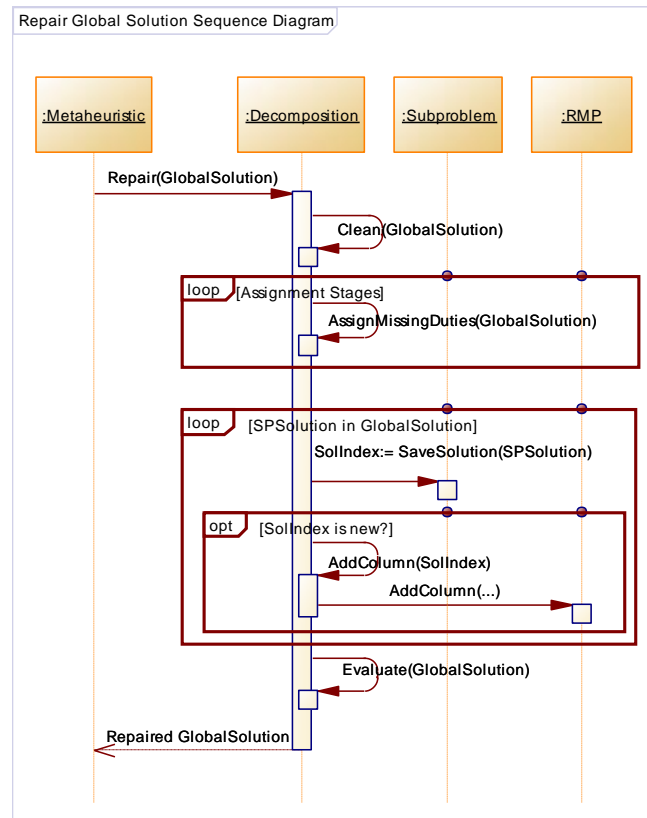 Repair Global Solution Sequence Diagram
:Metaheuristic
:Decomposition
:Subproblem
:RMP
Repair(GlobalSolution)
Clean(GlobalSolution)
loop
[Assignment Stages]
AssignMissingDuties(GlobalSolution)
loop
[SPSolution in GlobalSolution]
SolIndex:= SaveSolution(SPSolution)
opt
[SolIndex is new?]
AddColumn(SolIndex)
AddColumn(...)
Evaluate(GlobalSolution)
Repaired GlobalSolution